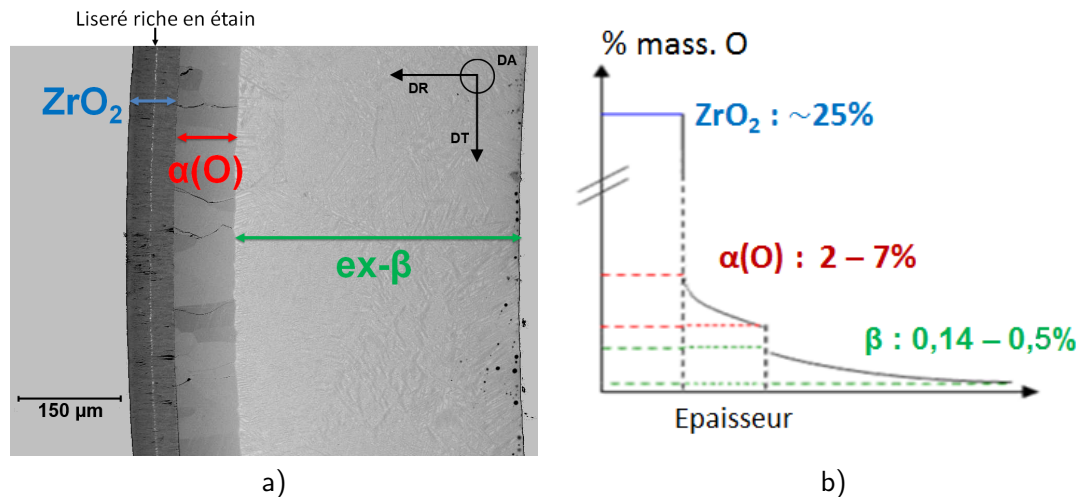 Liseré riche en étain
ZrO₂
α(O)
ex-β
DA
DR
DT
150 µm
a)
% mass. O
ZrO₂ : ~25%
α(O) : 2 – 7%
β : 0,14 – 0,5%
Epaisseur
b)